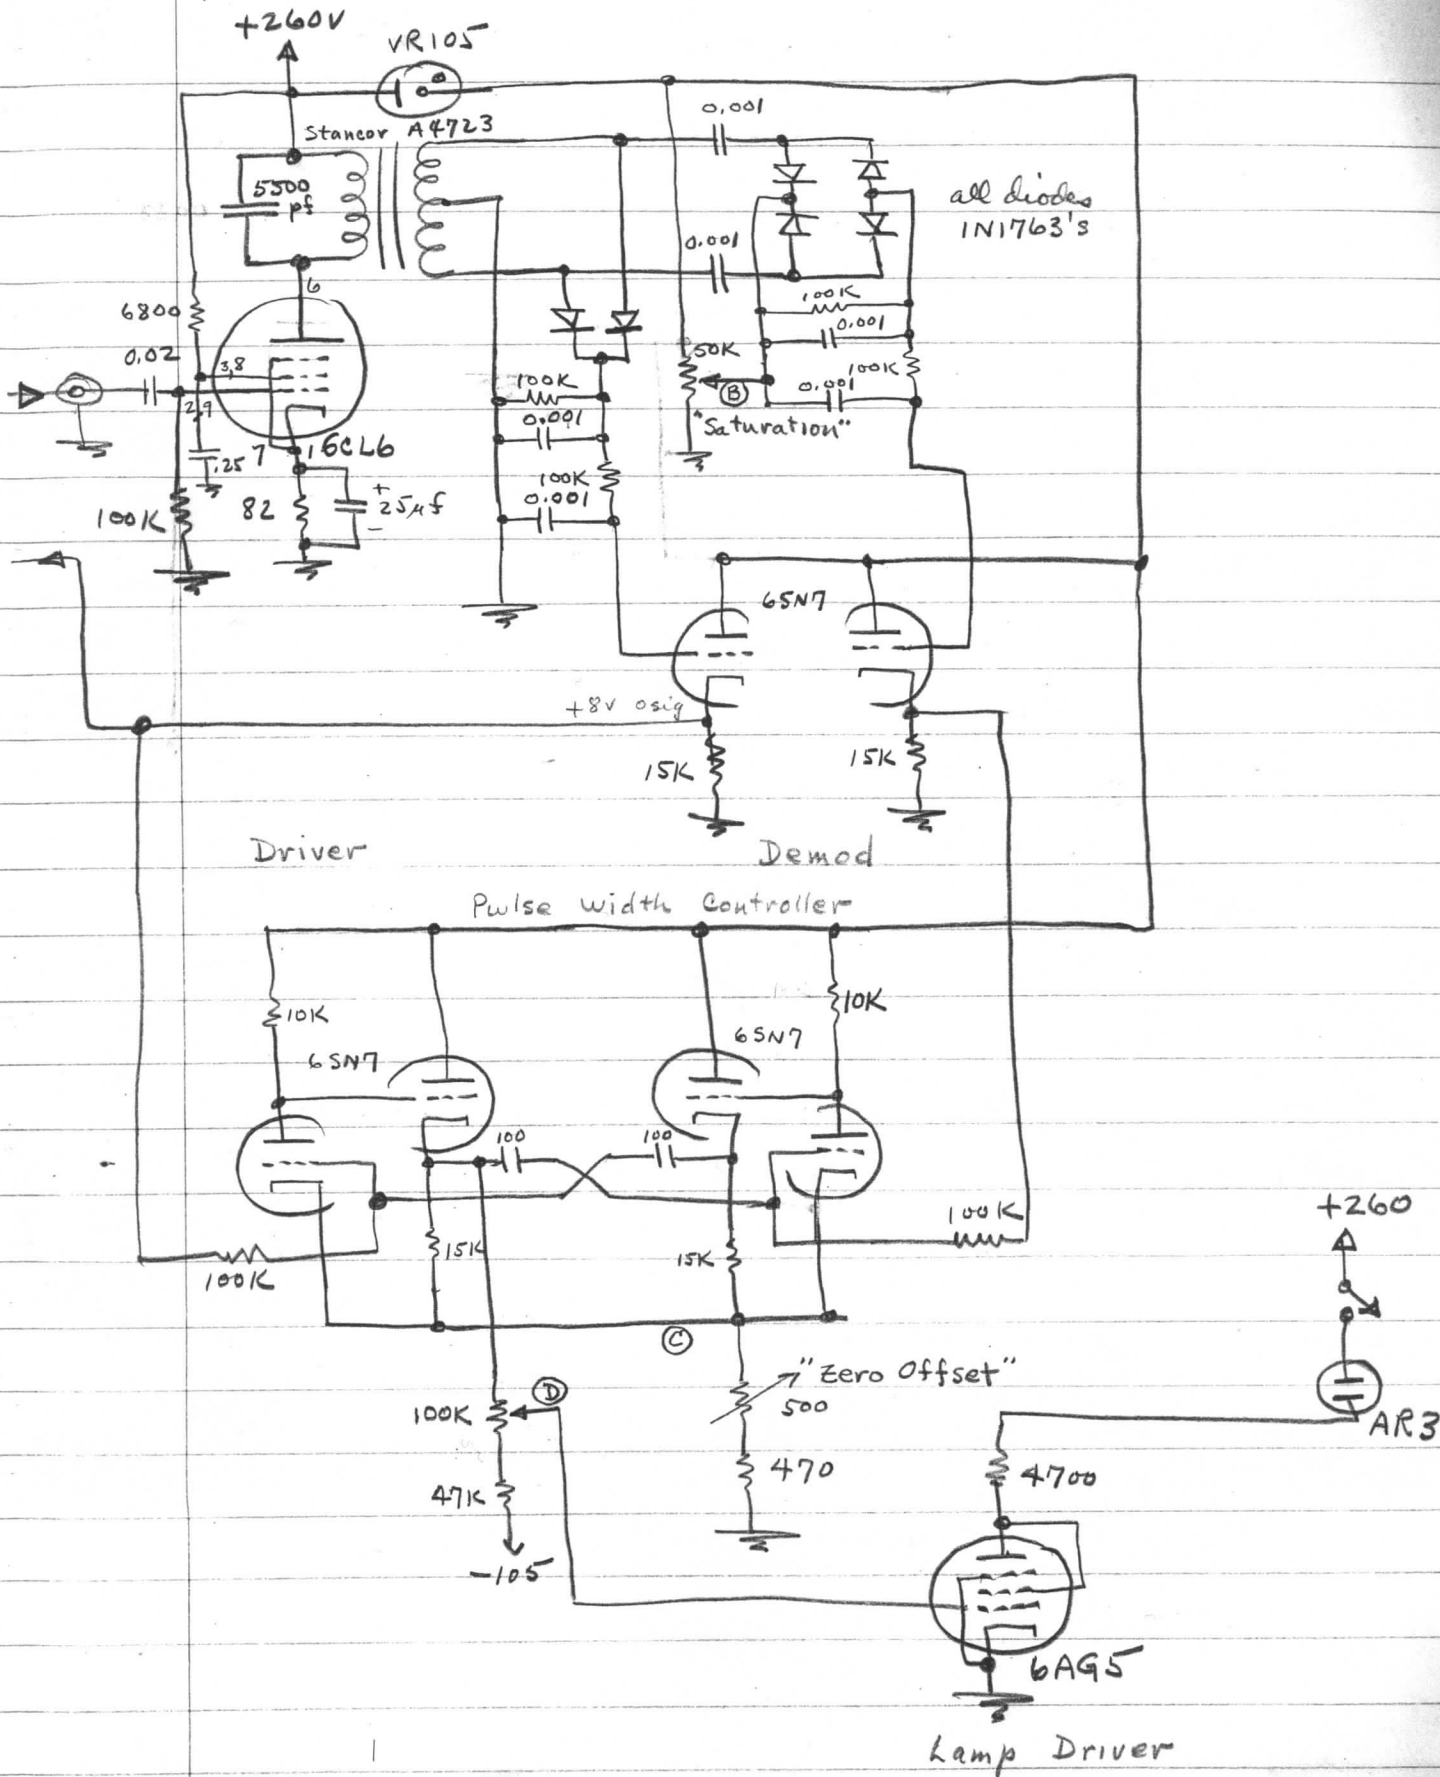 +260V
VR105
Stancor A4723
0.001
5500
pf
all diodes
1N1763's
0.001
6
6800
100K
0.001
0.02
3,8
50K
100K
100K
B
0.001
2,9
0.001
"Saturation"
.25
7
1
6CL6
100K
0.001
82
+
25μf
-
100K
6SN7
+8v osig
15K
15K
Driver
Demod
Pulse Width Controller
10K
10K
6SN7
6SN7
100
100
100K
15K
15K
100K
+260
C
"Zero Offset"
500
D
100K
AR3
470
4700
47K
-105
6AG5
Lamp Driver